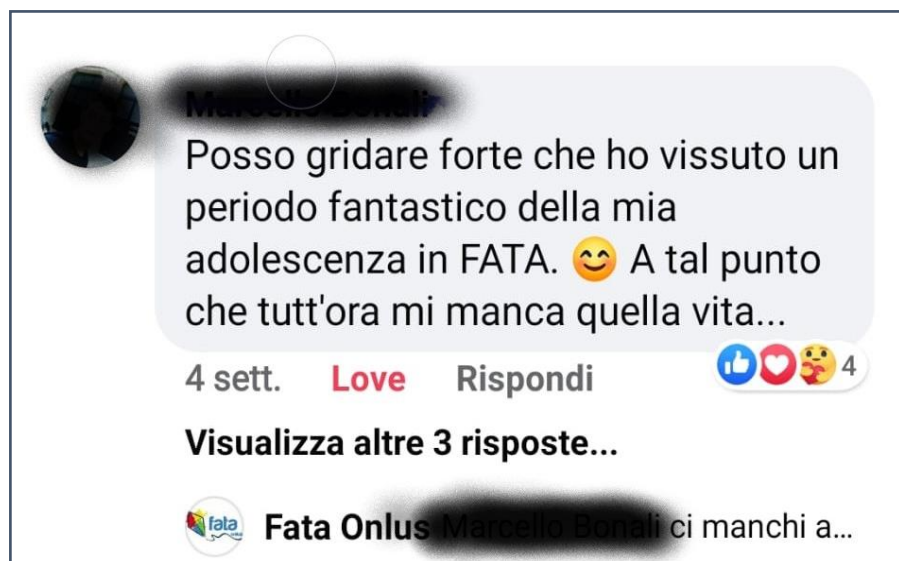 Posso gridare forte che ho vissuto un
periodo fantastico della mia
adolescenza in FATA. 😊 A tal punto
che tutt'ora mi manca quella vita...
4
4 sett. Love Rispondi
Visualizza altre 3 risposte...
fata
Fata Onlus ci manchi a...